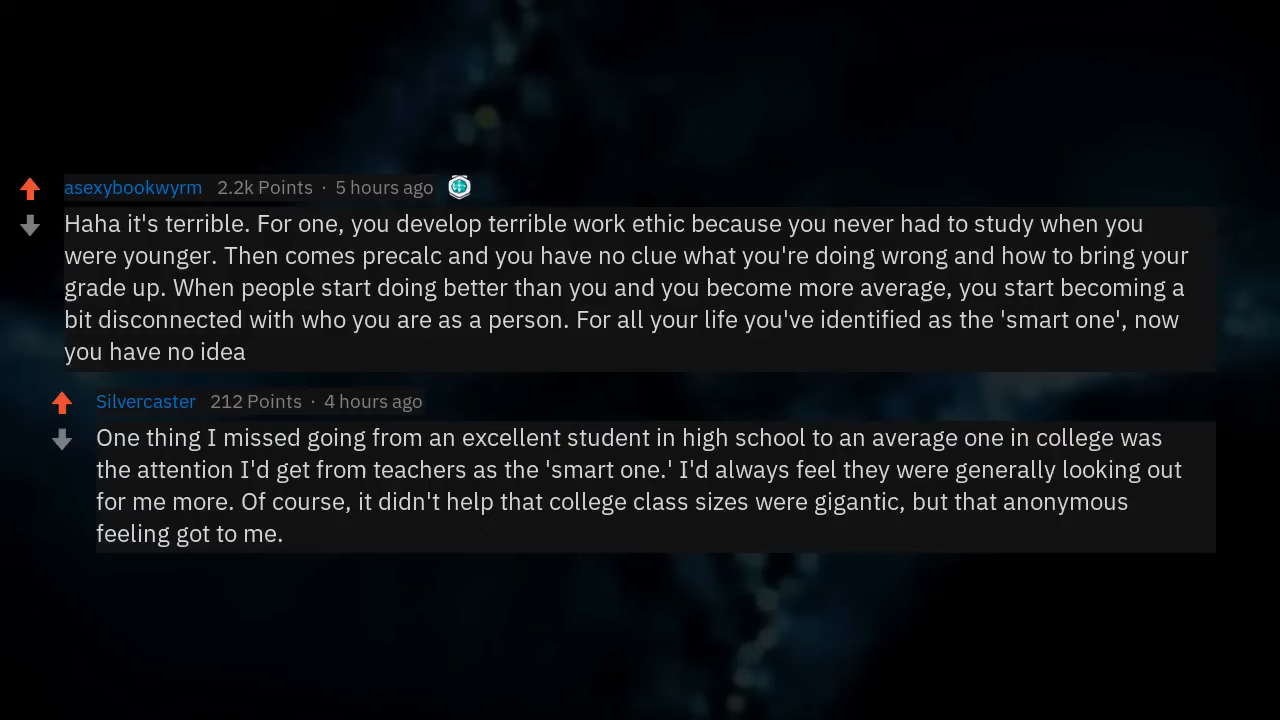 asexybookwyrm 2.2k Points · 5 hours ago
Haha it's terrible. For one, you develop terrible work ethic because you never had to study when you
were younger. Then comes precalc and you have no clue what you're doing wrong and how to bring your
grade up. When people start doing better than you and you become more average, you start becoming a
bit disconnected with who you are as a person. For all your life you've identified as the 'smart one', now
you have no idea
Silvercaster 212 Points · 4 hours ago
One thing I missed going from an excellent student in high school to an average one in college was
the attention I'd get from teachers as the 'smart one.' I'd always feel they were generally looking out
for me more. Of course, it didn't help that college class sizes were gigantic, but that anonymous
feeling got to me.